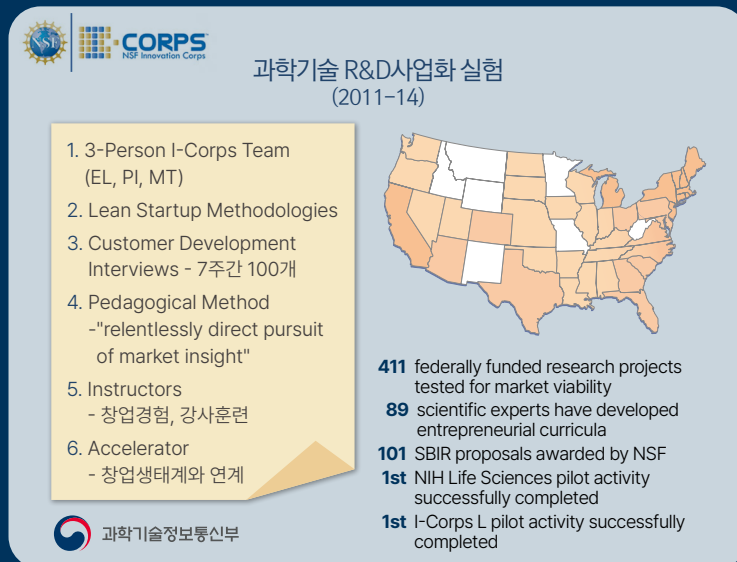 NSF
I-CORPS
NSF Innovation Corps
과학기술 R&D사업화 실험
(2011-14)
1. 3-Person I-Corps Team
(EL, PI, MT)
2. Lean Startup Methodologies
3. Customer Development
Interviews - 7주간 100개
4. Pedagogical Method
-"relentlessly direct pursuit
of market insight"
5. Instructors
- 창업경험, 강사훈련
6. Accelerator
- 창업생태계와 연계
과학기술정보통신부
411 federally funded research projects
tested for market viability
89 scientific experts have developed
entrepreneurial curricula
101 SBIR proposals awarded by NSF
1st NIH Life Sciences pilot activity
successfully completed
1st I-Corps L pilot activity successfully
completed